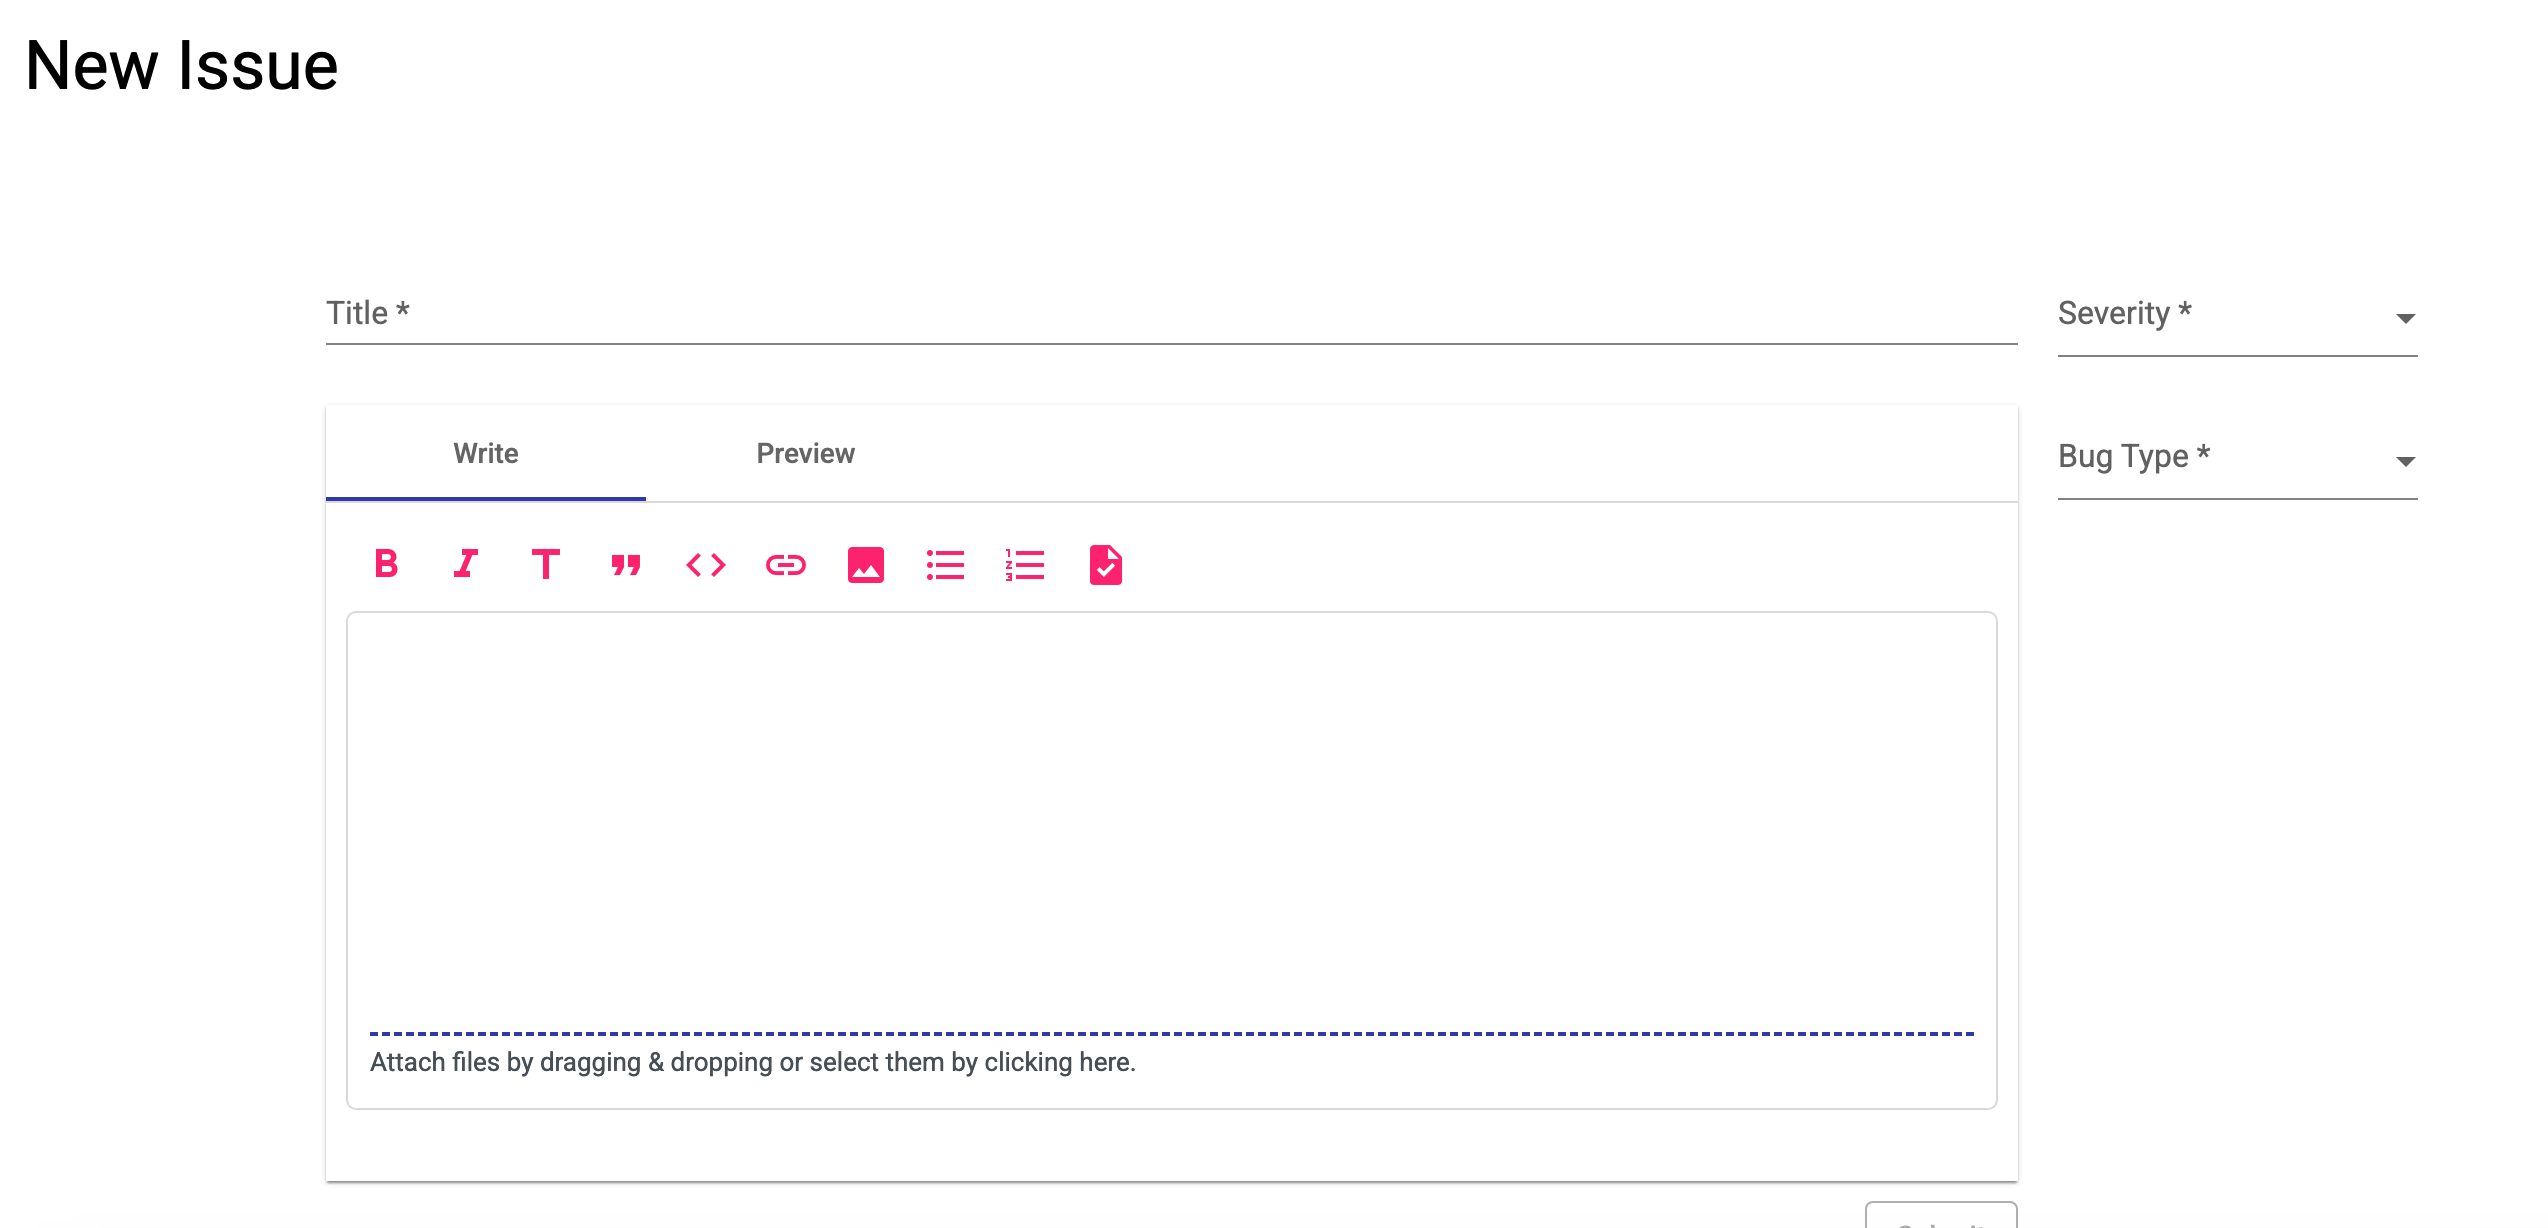 New Issue
Title *
Severity *
Write Preview
Bug Type *
Attach files by dragging & dropping or select them by clicking here.